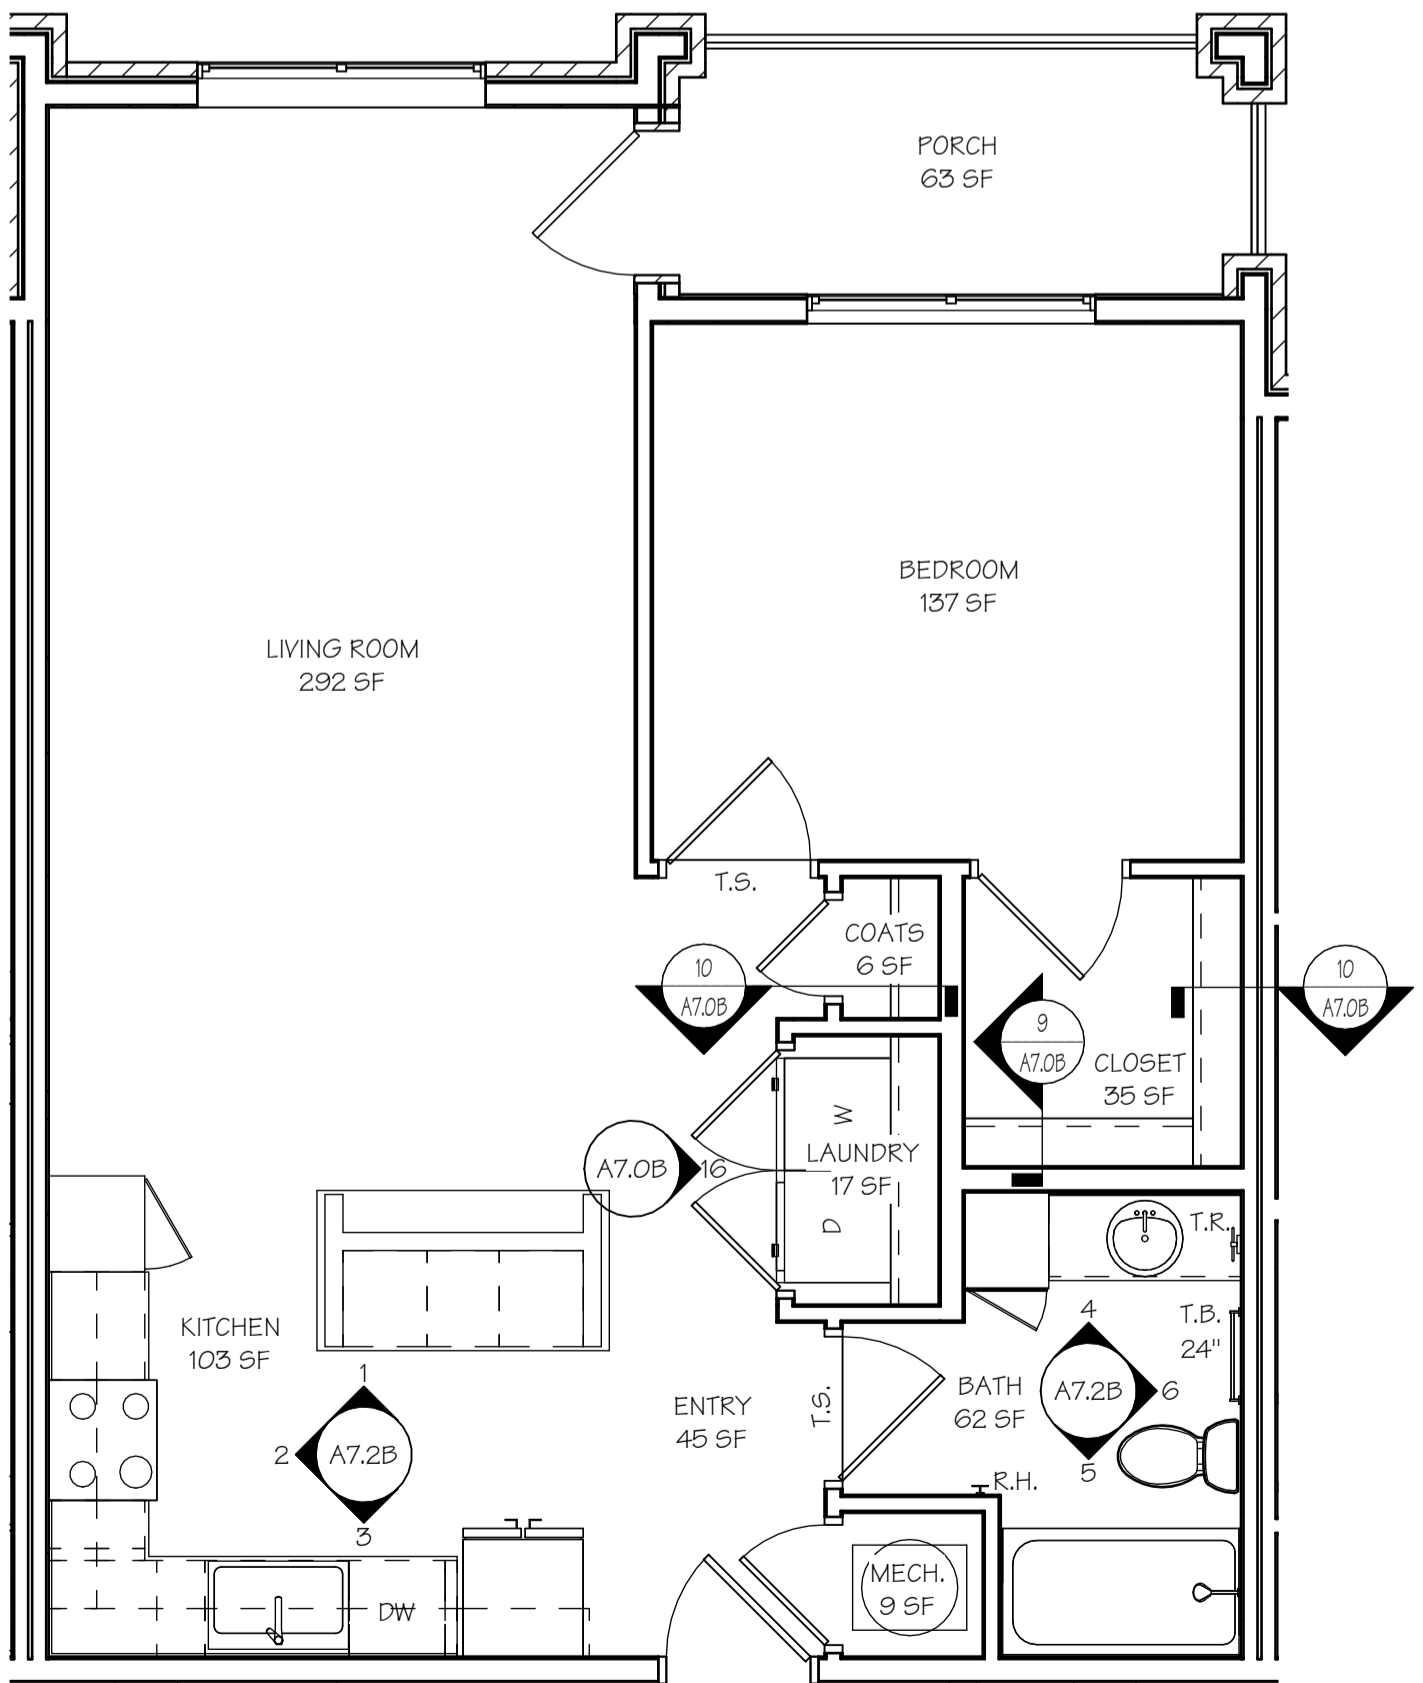 PORCH
63 SF
BEDROOM
137 SF
LIVING ROOM
292 SF
T.S.
COATS
6 SF
10
A7.0B
10
A7.0B
9
A7.0B
CLOSET
35 SF
W
LAUNDRY
17 SF
D
A7.0B
16
T.R.
KITCHEN
103 SF
T.B.
24"
1
2
A7.2B
3
ENTRY
45 SF
T.S.
BATH
62 SF
4
A7.2B
6
5
R.H.
MECH.
9 SF
DW